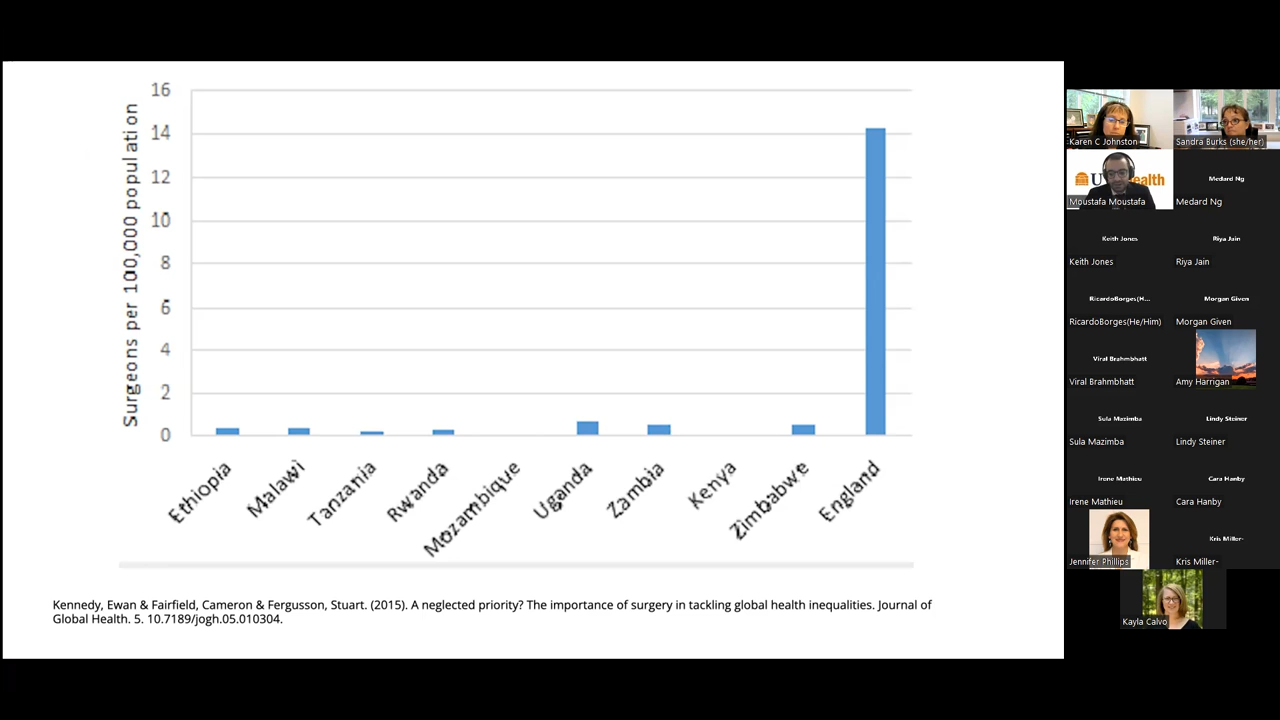 Surgeons per 100,000 population
16
14
12
10
8
6
4
2
0
Ethiopia
Malawi
Tanzania
Rwanda
Mozambique
Uganda
Zambia
Kenya
Zimbabwe
England
Kennedy, Ewan & Fairfield, Cameron & Fergusson, Stuart. (2015). A neglected priority? The importance of surgery in tackling global health inequalities. Journal of
Global Health. 5. 10.7189/jogh.05.010304.
Karen C Johnston
Sandra Burks (she/her)
Moustafa Moustafa
Medard Ng
Medard Ng
Keith Jones
Keith Jones
Riya Jain
Riya Jain
RicardoBorges(H...
RicardoBorges(He/Him)
Morgan Given
Morgan Given
Viral Brahmbhatt
Viral Brahmbhatt
Amy Harrigan
Sula Mazimba
Sula Mazimba
Lindy Steiner
Lindy Steiner
Irene Mathieu
Irene Mathieu
Cara Hanby
Cara Hanby
Jennifer Phillips
Kris Miller-
Kris Miller-
Kayla Calvo